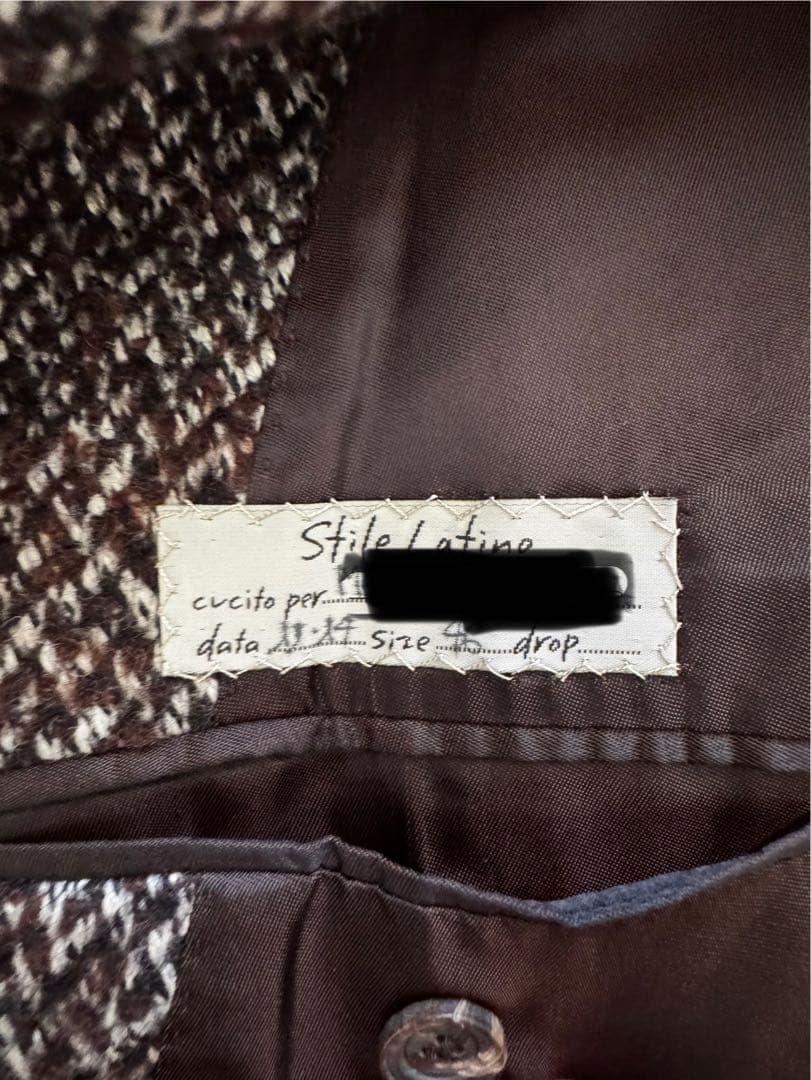 Stile Latino
cucito per
data size drop